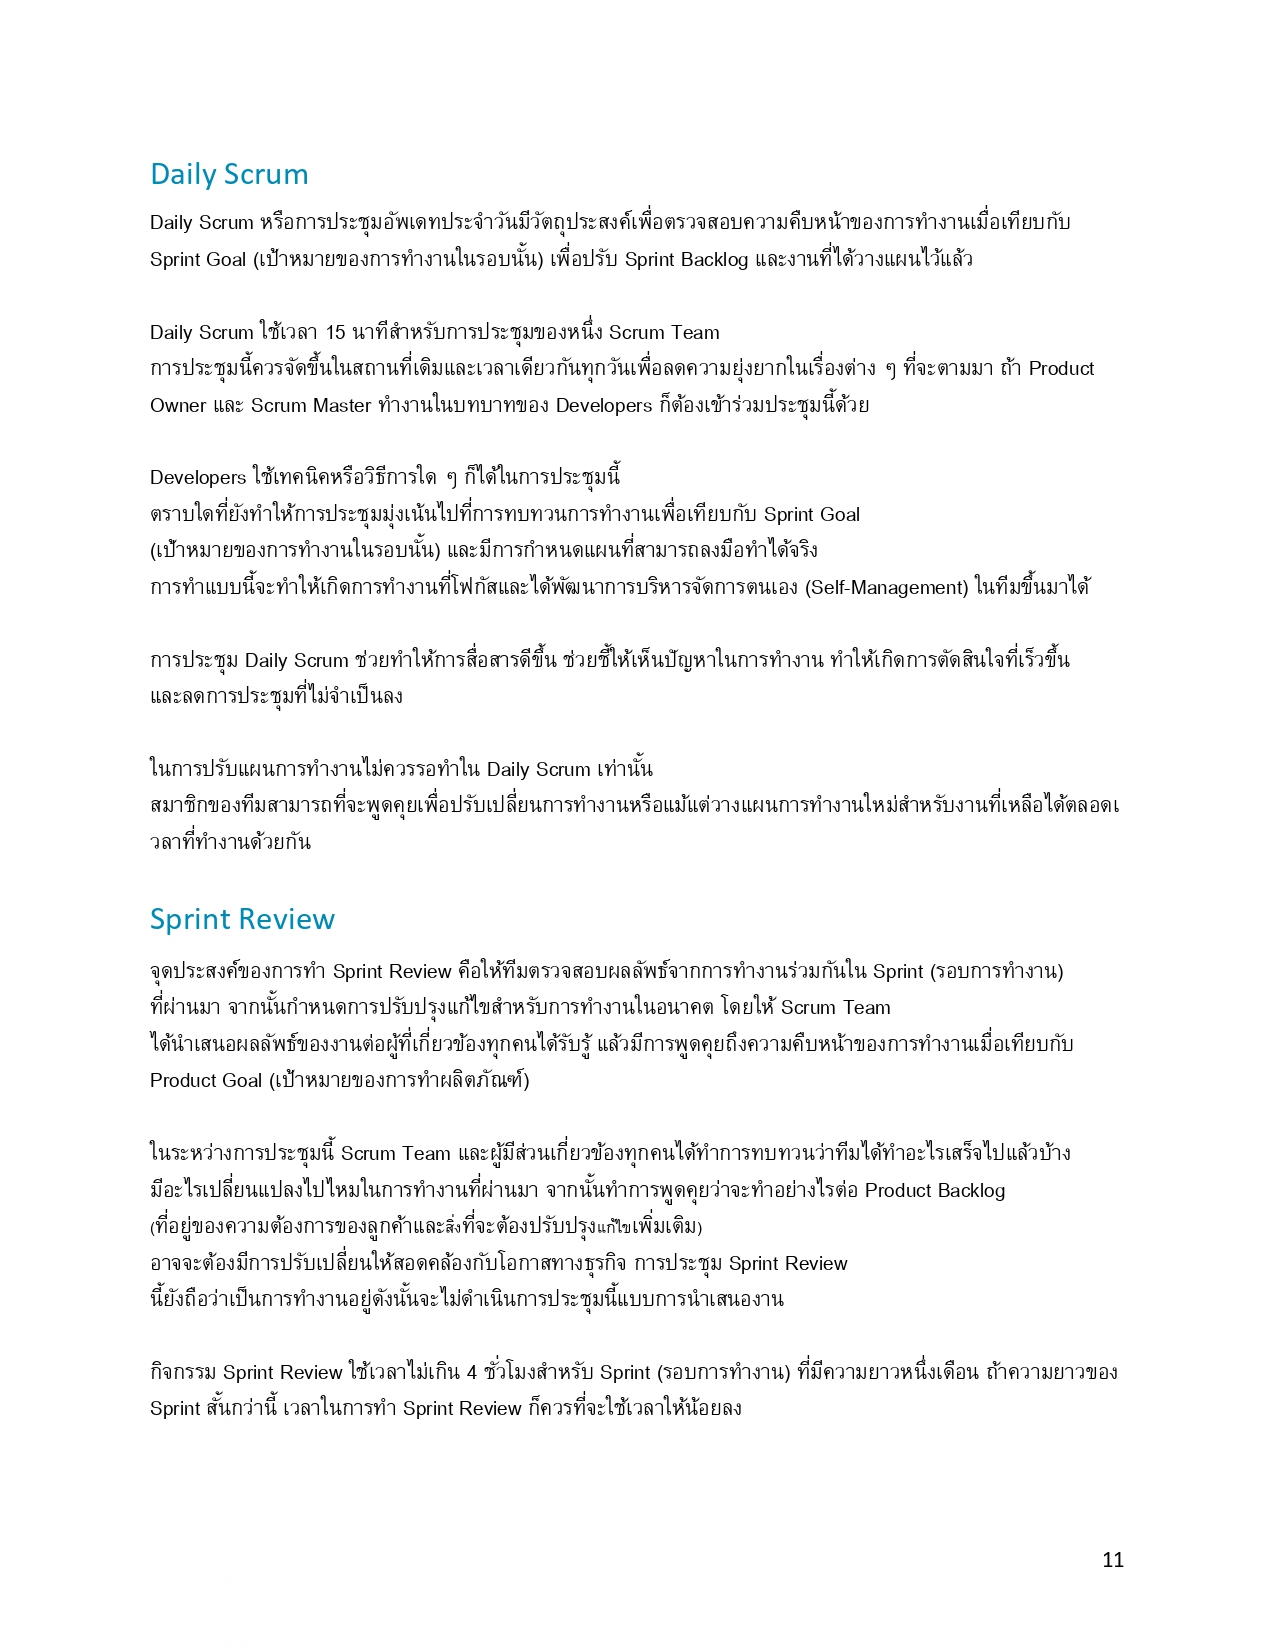 Daily Scrum
Daily Scrum หรือการประชุมอัพเดทประจำวันมีวัตถุประสงค์เพื่อตรวจสอบความคืบหน้าของการทำงานเมื่อเทียบกับ
Sprint Goal (เป้าหมายของการทำงานในรอบนั้น) เพื่อปรับ Sprint Backlog และงานที่ได้วางแผนไว้แล้ว
Daily Scrum ใช้เวลา 15 นาทีสำหรับการประชุมของหนึ่ง Scrum Team
การประชุมนี้ควรจัดขึ้นในสถานที่เดิมและเวลาเดียวกันทุกวันเพื่อลดความยุ่งยากในเรื่องต่าง ๆ ที่จะตามมา ถ้า Product
Owner และ Scrum Master ทำงานในบทบาทของ Developers ก็ต้องเข้าร่วมประชุมนี้ด้วย
Developers ใช้เทคนิคหรือวิธีการใด ๆ ก็ได้ในการประชุมนี้
ตราบใดที่ยังทำให้การประชุมมุ่งเน้นไปที่การทบทวนการทำงานเพื่อเทียบกับ Sprint Goal
(เป้าหมายของการทำงานในรอบนั้น) และมีการกำหนดแผนที่สามารถลงมือทำได้จริง
การทำแบบนี้จะทำให้เกิดการทำงานที่โฟกัสและได้พัฒนาการบริหารจัดการตนเอง (Self-Management) ในทีมขึ้นมาได้
การประชุม Daily Scrum ช่วยทำให้การสื่อสารดีขึ้น ช่วยชี้ให้เห็นปัญหาในการทำงาน ทำให้เกิดการตัดสินใจที่เร็วขึ้น
และลดการประชุมที่ไม่จำเป็นลง
ในการปรับแผนการทำงานไม่ควรรอทำใน Daily Scrum เท่านั้น
สมาชิกของทีมสามารถที่จะพูดคุยเพื่อปรับเปลี่ยนการทำงานหรือแม้แต่วางแผนการทำงานใหม่สำหรับงานที่เหลือได้ตลอดเ
วลาที่ทำงานด้วยกัน
Sprint Review
จุดประสงค์ของการทำ Sprint Review คือให้ทีมตรวจสอบผลลัพธ์จากการทำงานร่วมกันใน Sprint (รอบการทำงาน)
ที่ผ่านมา จากนั้นกำหนดการปรับปรุงแก้ไขสำหรับการทำงานในอนาคต โดยให้ Scrum Team
ได้นำเสนอผลลัพธ์ของงานต่อผู้ที่เกี่ยวข้องทุกคนได้รับรู้ แล้วมีการพูดคุยถึงความคืบหน้าของการทำงานเมื่อเทียบกับ
Product Goal (เป้าหมายของการทำผลิตภัณฑ์)
ในระหว่างการประชุมนี้ Scrum Team และผู้มีส่วนเกี่ยวข้องทุกคนได้ทำการทบทวนว่าทีมได้ทำอะไรเสร็จไปแล้วบ้าง
มีอะไรเปลี่ยนแปลงไปไหมในการทำงานที่ผ่านมา จากนั้นทำการพูดคุยว่าจะทำอย่างไรต่อ Product Backlog
(ที่อยู่ของความต้องการของลูกค้าและสิ่งที่จะต้องปรับปรุงแก้ไขเพิ่มเติม)
อาจจะต้องมีการปรับเปลี่ยนให้สอดคล้องกับโอกาสทางธุรกิจ การประชุม Sprint Review
นี้ยังถือว่าเป็นการทำงานอยู่ดังนั้นจะไม่ดำเนินการประชุมนี้แบบการนำเสนองาน
กิจกรรม Sprint Review ใช้เวลาไม่เกิน 4 ชั่วโมงสำหรับ Sprint (รอบการทำงาน) ที่มีความยาวหนึ่งเดือน ถ้าความยาวของ
Sprint สั้นกว่านี้ เวลาในการทำ Sprint Review ก็ควรที่จะใช้เวลาให้น้อยลง
11